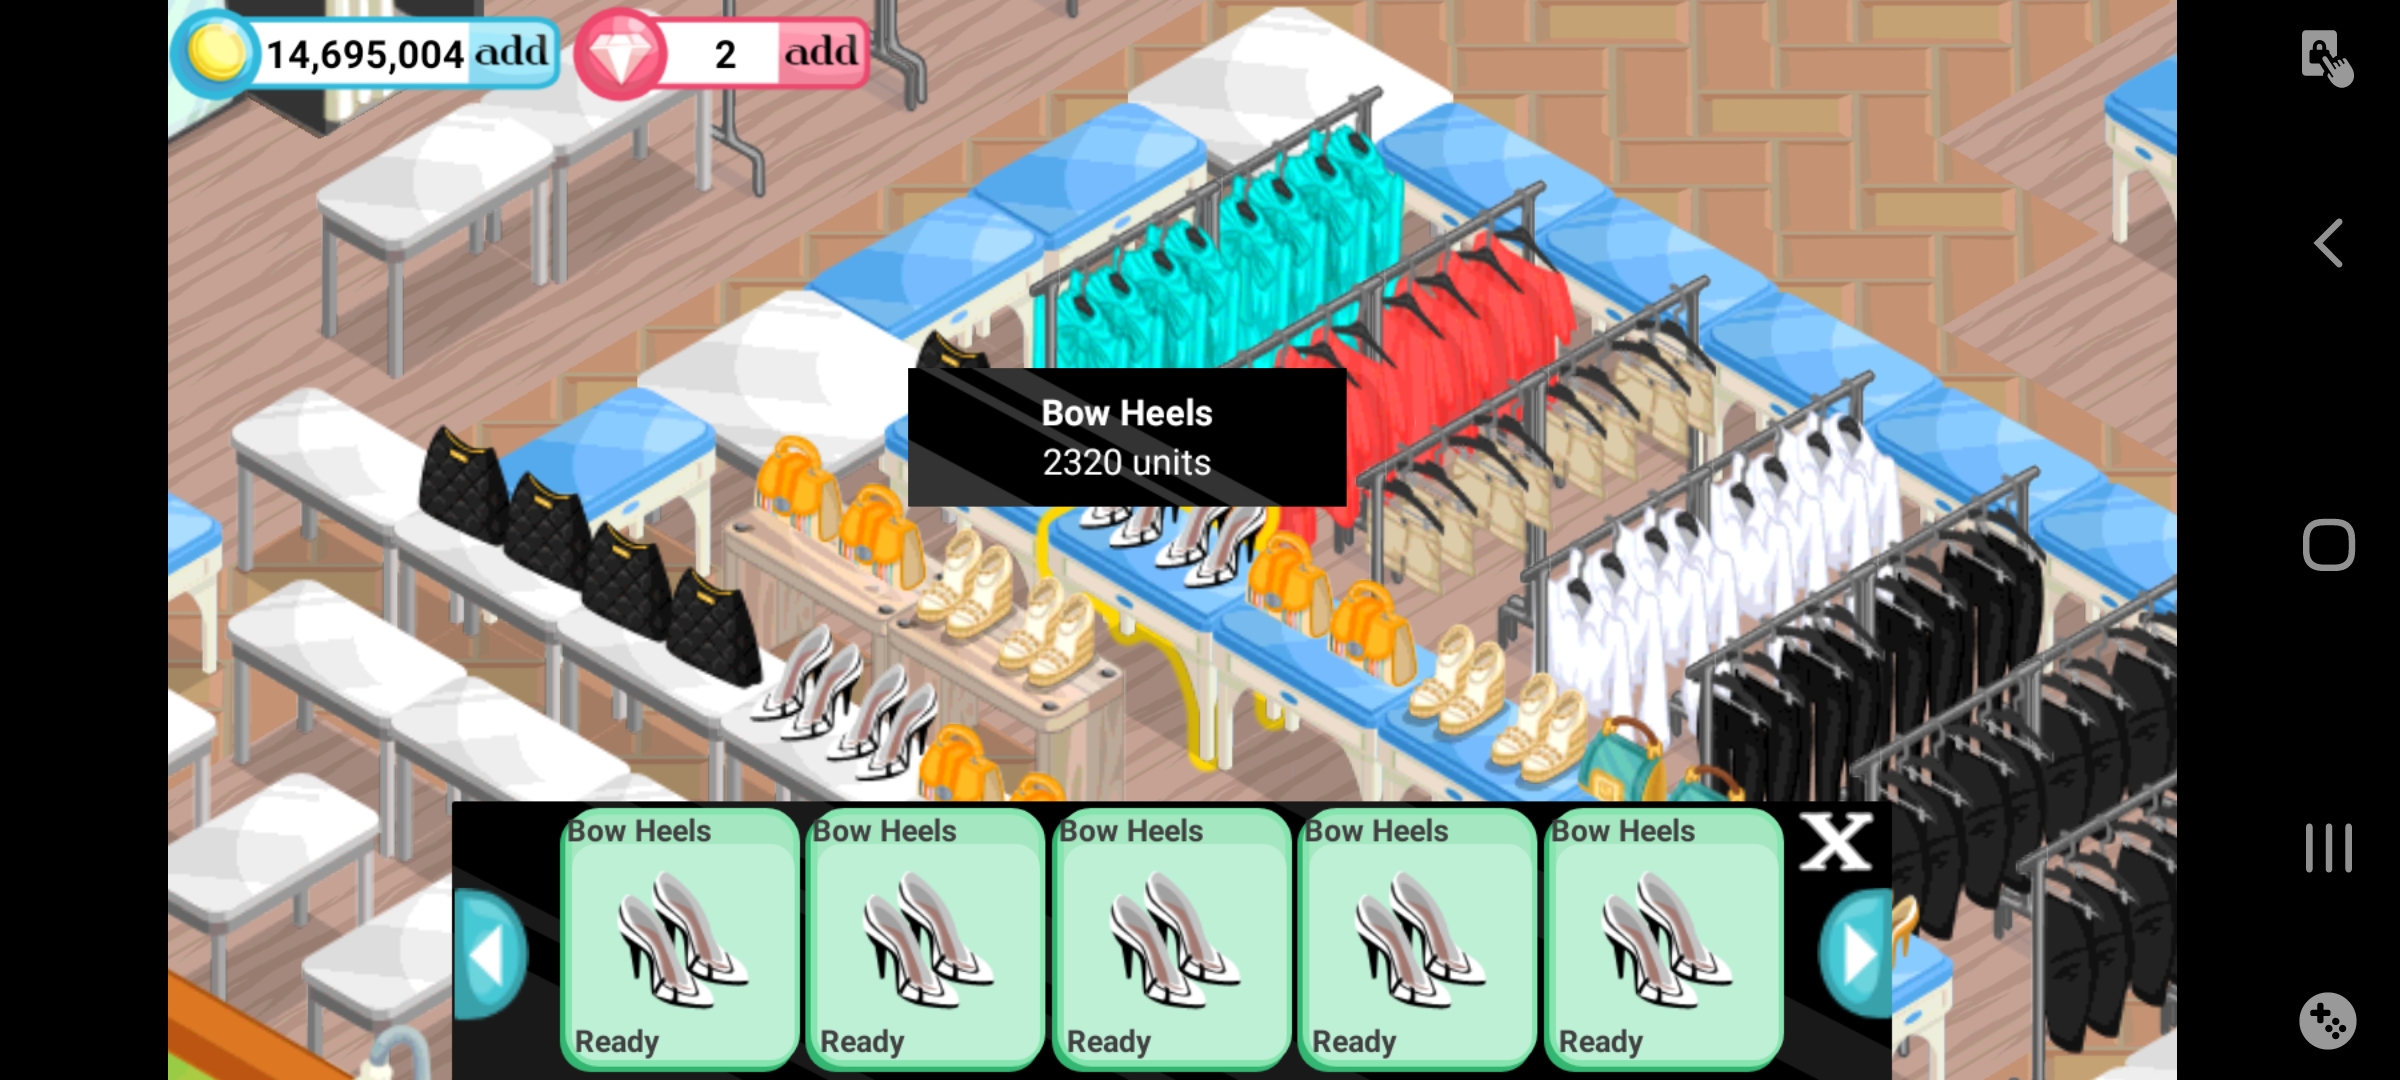 14,695,004 add
2 add
Bow Heels
2320 units
Bow Heels Bow Heels Bow Heels Bow Heels Bow Heels
X
Ready Ready Ready Ready Ready